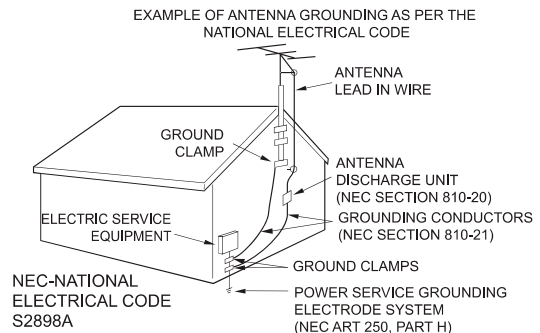 EXAMPLE OF ANTENNA GROUNDING AS PER THE
NATIONAL ELECTRICAL CODE
ANTENNA
LEAD IN WIRE
GROUND
CLAMP
ANTENNA
DISCHARGE UNIT
(NEC SECTION 810-20)
ELECTRIC SERVICE
EQUIPMENT
GROUNDING CONDUCTORS
(NEC SECTION 810-21)
GROUND CLAMPS
NEC-NATIONAL
ELECTRICAL CODE
S2898A
POWER SERVICE GROUNDING
ELECTRODE SYSTEM
(NEC ART 250, PART H)